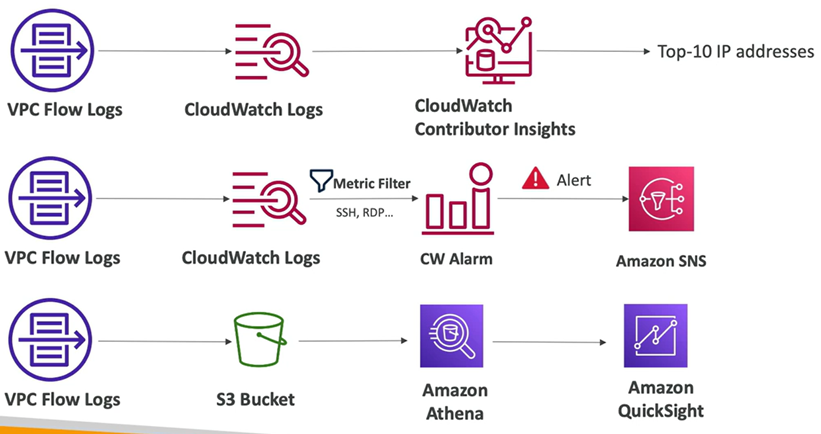 Top-10 IP addresses
VPC Flow Logs
CloudWatch Logs
CloudWatch
Contributor Insights
Metric Filter
SSH, RDP...
Alert
VPC Flow Logs
CloudWatch Logs
CW Alarm
Amazon SNS
VPC Flow Logs
S3 Bucket
Amazon
Athena
Amazon
QuickSight